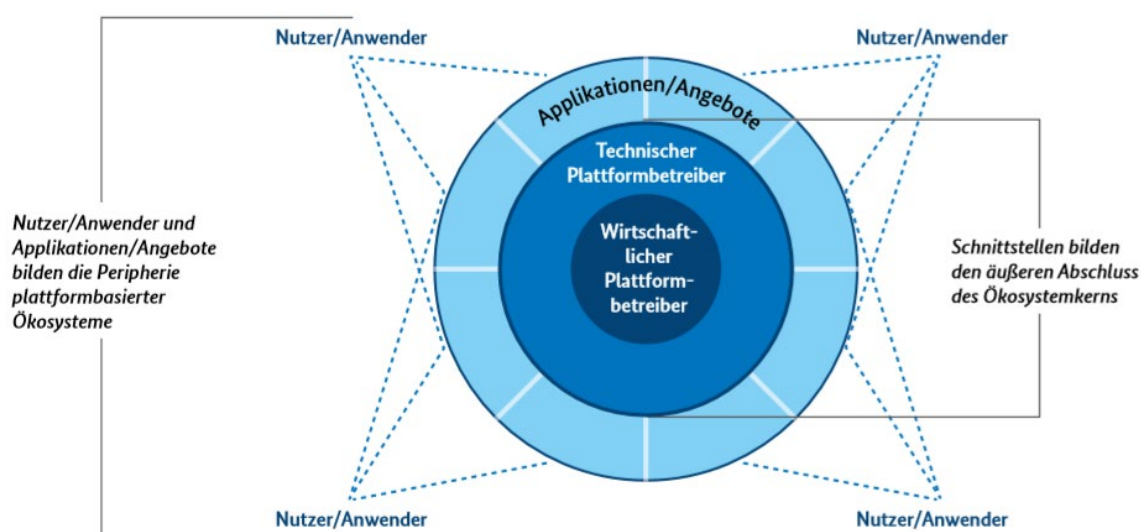 Nutzer/Anwender
Nutzer/Anwender
Applikationen/Angebote
Technischer
Plattformbetreiber
Wirtschaft-
licher
Plattform-
betreiber
Nutzer/Anwender und
Applikationen/Angebote
bilden die Peripherie
plattformbasierter
Ökosysteme
Schnittstellen bilden
den äußeren Abschluss
des Ökosystemkerns
Nutzer/Anwender
Nutzer/Anwender